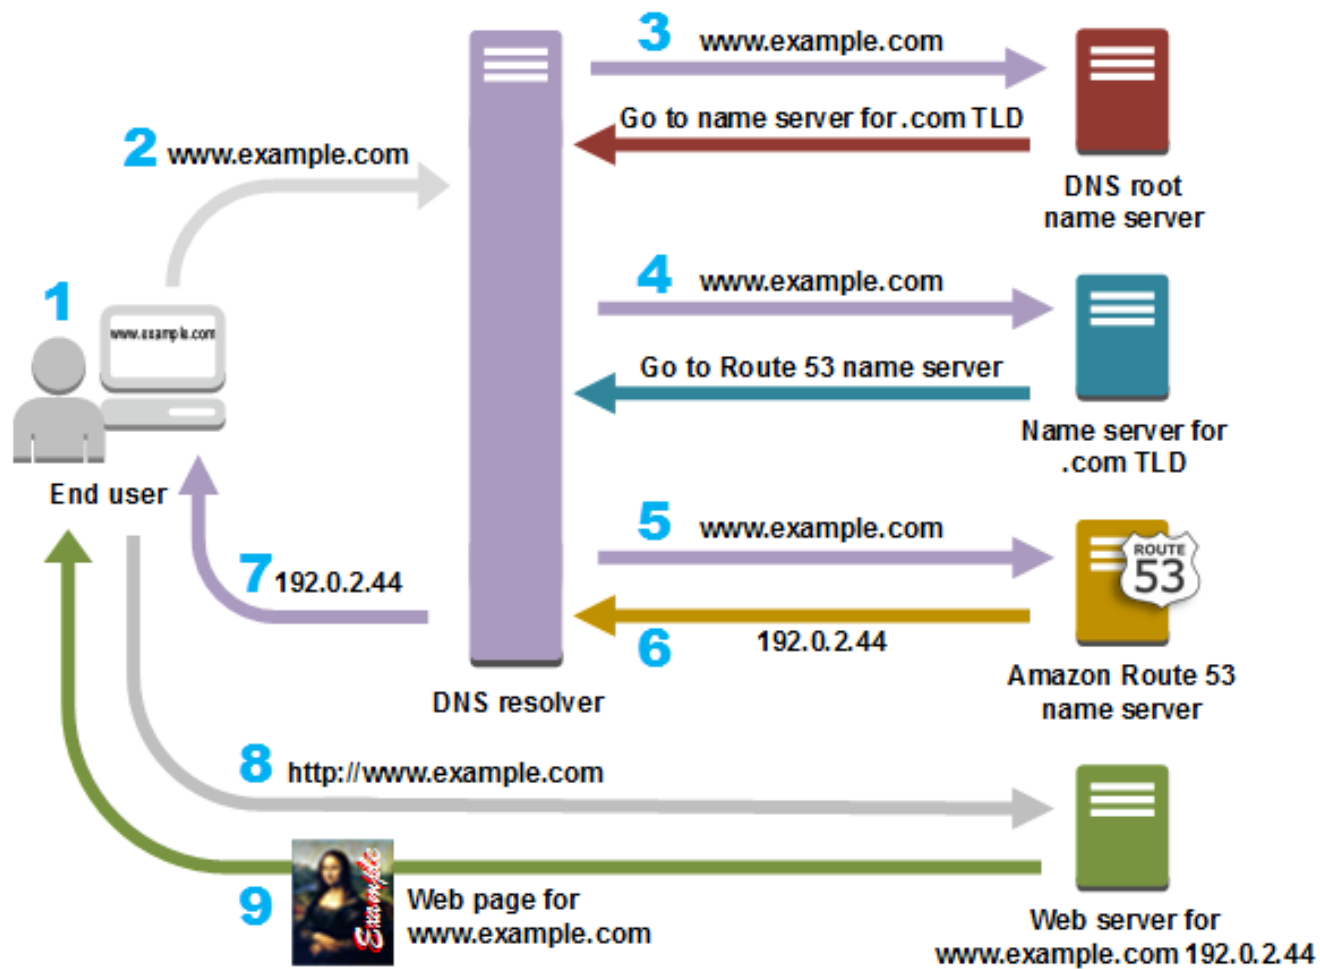 3 www.example.com
Go to name server for .com TLD
DNS root
name server
2 www.example.com
4 www.example.com
Go to Route 53 name server
Name server for
.com TLD
1
www.example.com
End user
5 www.example.com
ROUTE
53
6
192.0.2.44
Amazon Route 53
name server
7 192.0.2.44
DNS resolver
8 http://www.example.com
9
Example
Web page for
www.example.com
Web server for
www.example.com 192.0.2.44